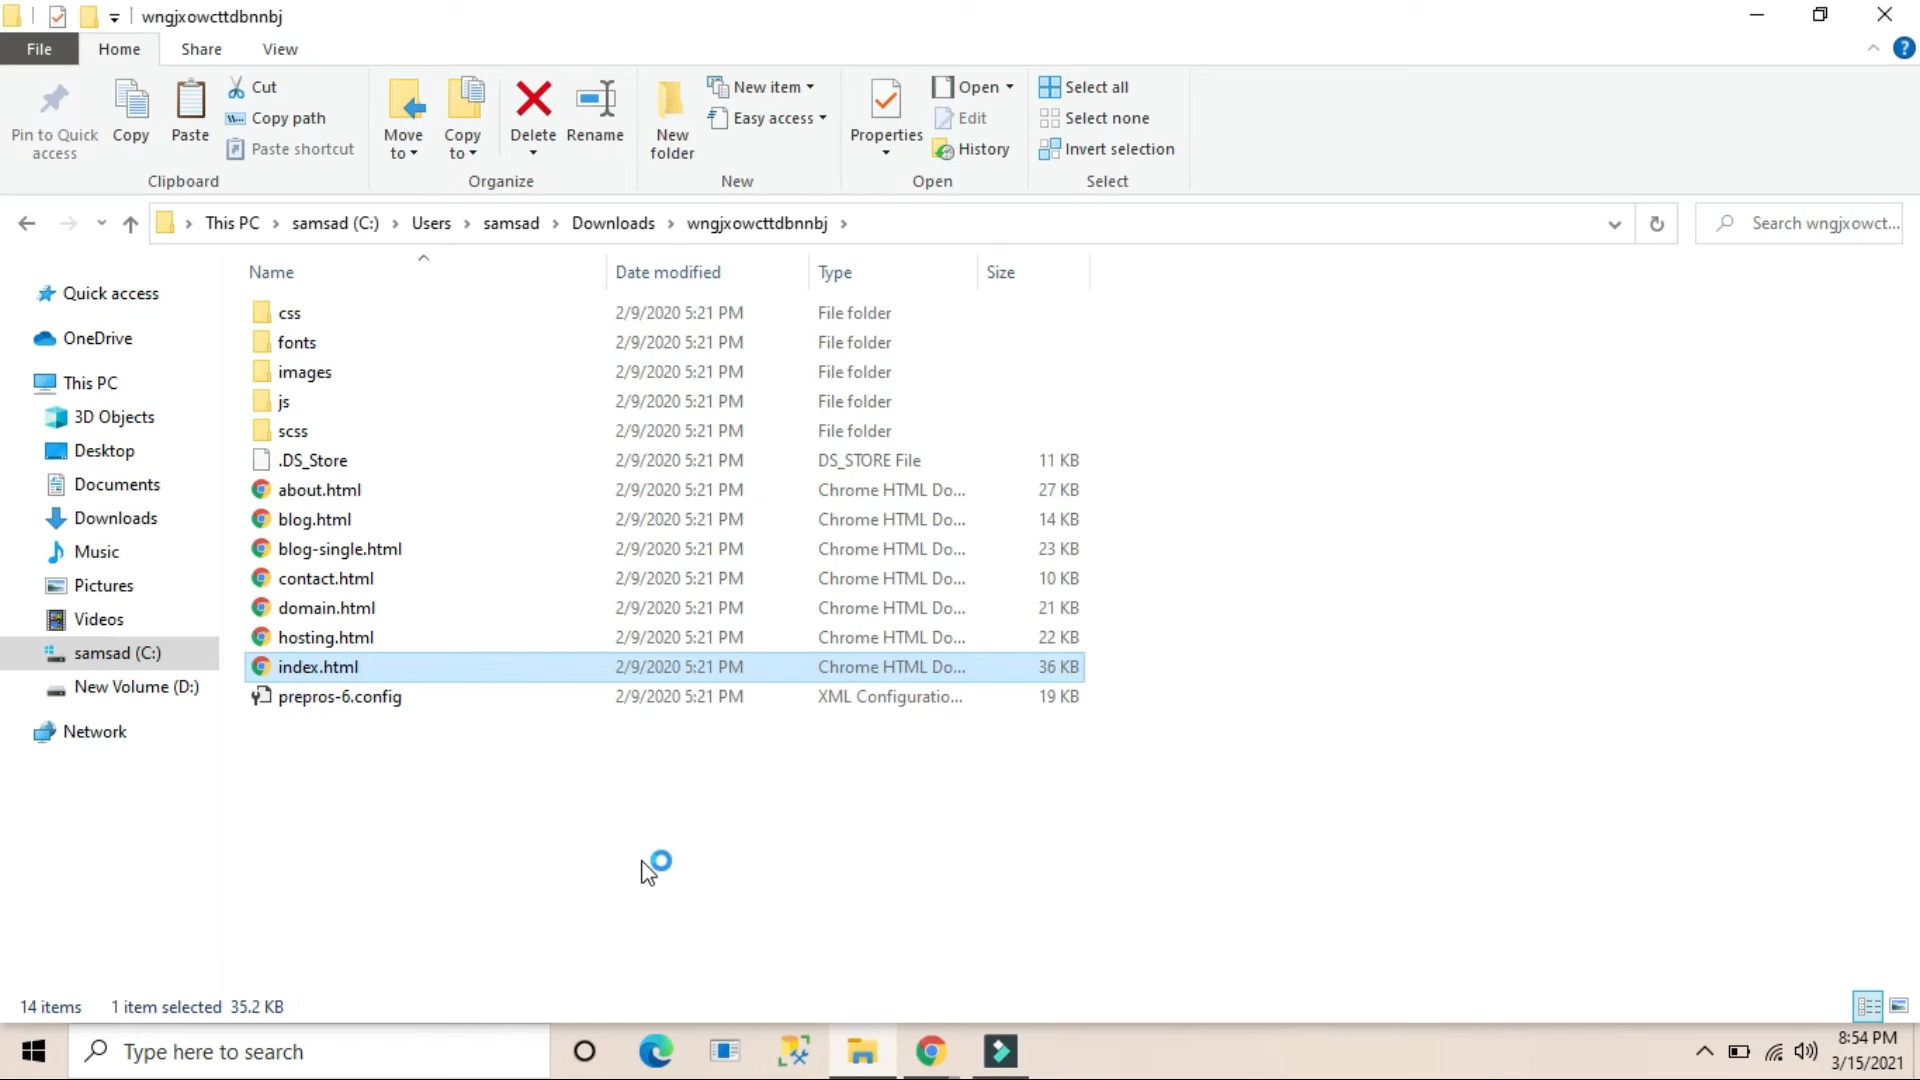 wngjxowcttdbnnbj
File Home Share View
Pin to Quick access
Copy
Paste
Cut
Copy path
Paste shortcut
Clipboard
Move to
Copy to
Delete
Rename
Organize
New folder
New item
Easy access
New
Properties
Open
Edit
History
Open
Select all
Select none
Invert selection
Select
This PC > samsad (C:) > Users > samsad > Downloads > wngjxowcttdbnnbj >
Search wngjxowct...
Quick access
OneDrive
This PC
3D Objects
Desktop
Documents
Downloads
Music
Pictures
Videos
samsad (C:)
New Volume (D:)
Network
Name Date modified Type Size
css 2/9/2020 5:21 PM File folder
fonts 2/9/2020 5:21 PM File folder
images 2/9/2020 5:21 PM File folder
js 2/9/2020 5:21 PM File folder
scss 2/9/2020 5:21 PM File folder
.DS_Store 2/9/2020 5:21 PM DS_STORE File 11 KB
about.html 2/9/2020 5:21 PM Chrome HTML Do... 27 KB
blog.html 2/9/2020 5:21 PM Chrome HTML Do... 14 KB
blog-single.html 2/9/2020 5:21 PM Chrome HTML Do... 23 KB
contact.html 2/9/2020 5:21 PM Chrome HTML Do... 10 KB
domain.html 2/9/2020 5:21 PM Chrome HTML Do... 21 KB
hosting.html 2/9/2020 5:21 PM Chrome HTML Do... 22 KB
index.html 2/9/2020 5:21 PM Chrome HTML Do... 36 KB
prepros-6.config 2/9/2020 5:21 PM XML Configuratio... 19 KB
14 items 1 item selected 35.2 KB
Type here to search
8:54 PM
3/15/2021